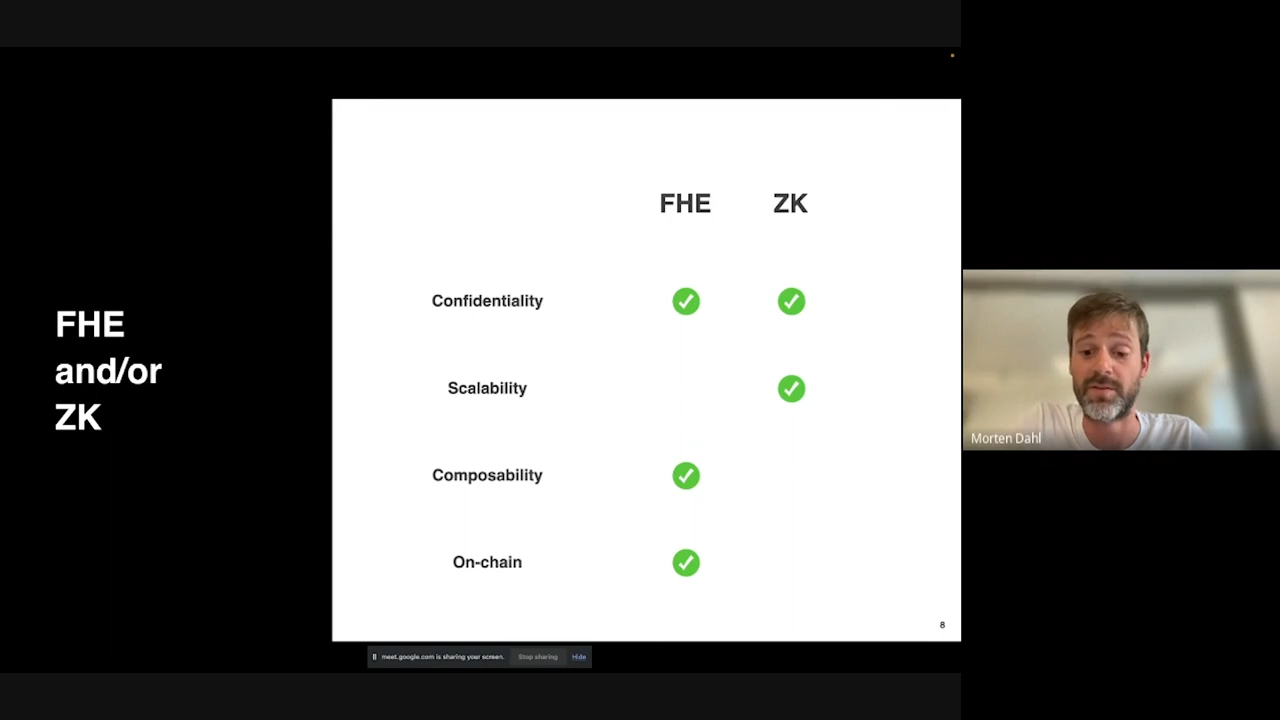 FHE
and/or
ZK
FHE ZK
Confidentiality
Scalability
Composability
On-chain
8
meet.google.com is sharing your screen. Stop sharing Hide
Morten Dahl